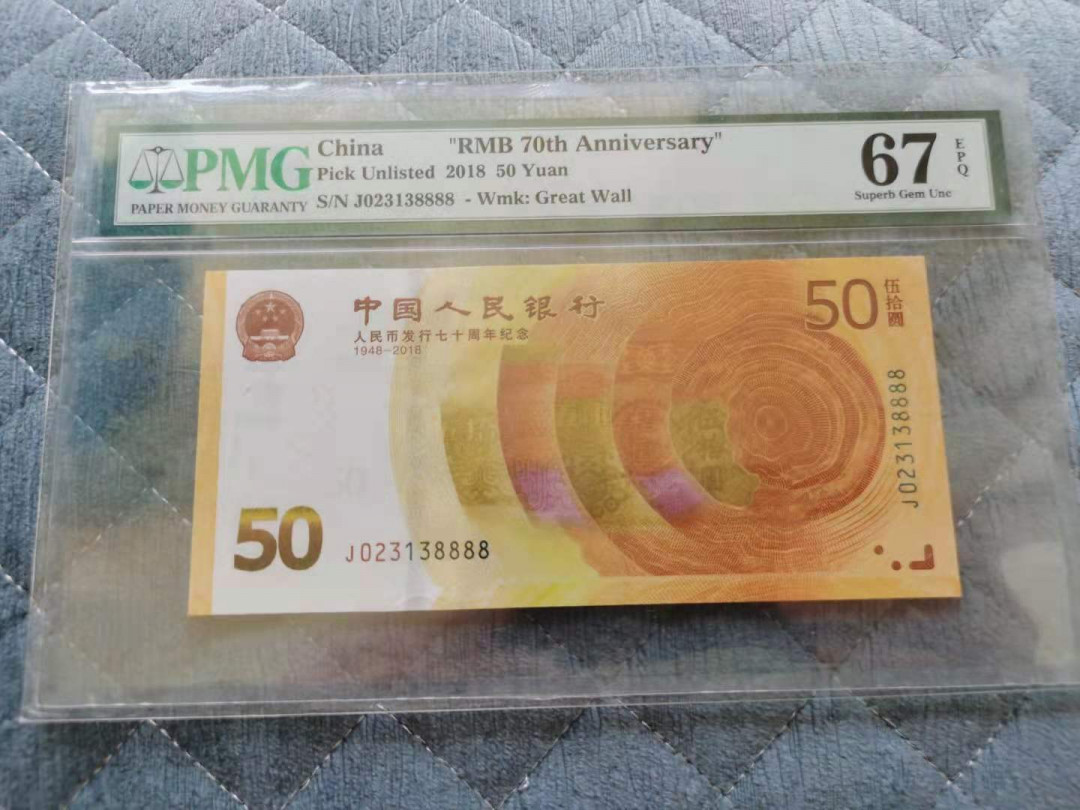 China "RMB 70th Anniversary"
PMG Pick Unlisted 2018 50 Yuan
PAPER MONEY GUARANTY S/N J023138888 - Wmk: Great Wall
67 EPQ
Superb Gem Unc
中国人民银行
人民币发行七十周年纪念
1948-2018
50 伍拾圆
J023138888
50 J023138888